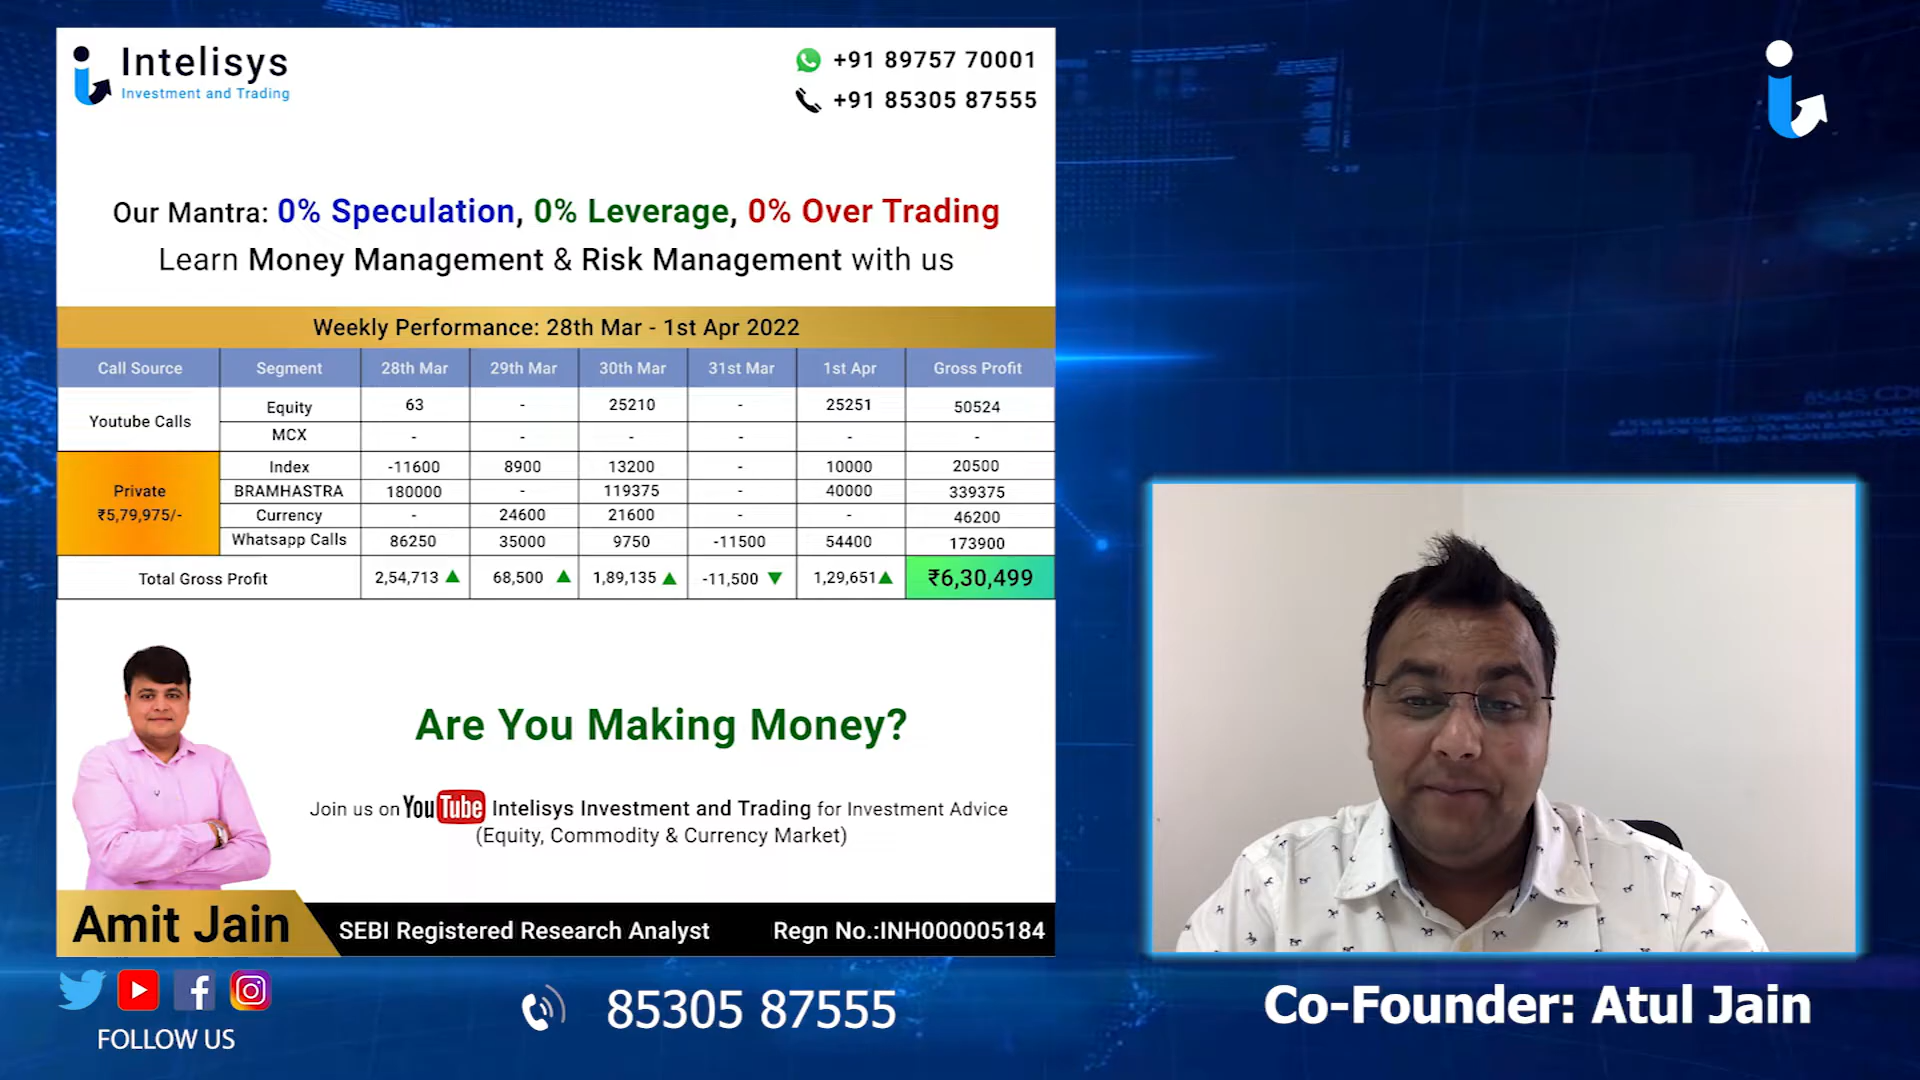 Intelisys
Investment and Trading
+91 89757 70001
+91 85305 87555
Our Mantra: 0% Speculation, 0% Leverage, 0% Over Trading
Learn Money Management & Risk Management with us
Weekly Performance: 28th Mar - 1st Apr 2022
Call Source Segment 28th Mar 29th Mar 30th Mar 31st Mar 1st Apr Gross Profit
Youtube Calls
Equity 63 - 25210 - 25251 50524
MCX - - - - - -
Private
₹5,79,975/-
Index -11600 8900 13200 - 10000 20500
BRAMHASTRA 180000 - 119375 - 40000 339375
Currency - 24600 21600 - - 46200
Whatsapp Calls 86250 35000 9750 -11500 54400 173900
Total Gross Profit 2,54,713 68,500 1,89,135 -11,500 1,29,651 ₹6,30,499
Are You Making Money?
Join us on YouTube Intelisys Investment and Trading for Investment Advice
(Equity, Commodity & Currency Market)
Amit Jain
SEBI Registered Research Analyst Regn No.:INH000005184
FOLLOW US
85305 87555
Co-Founder: Atul Jain